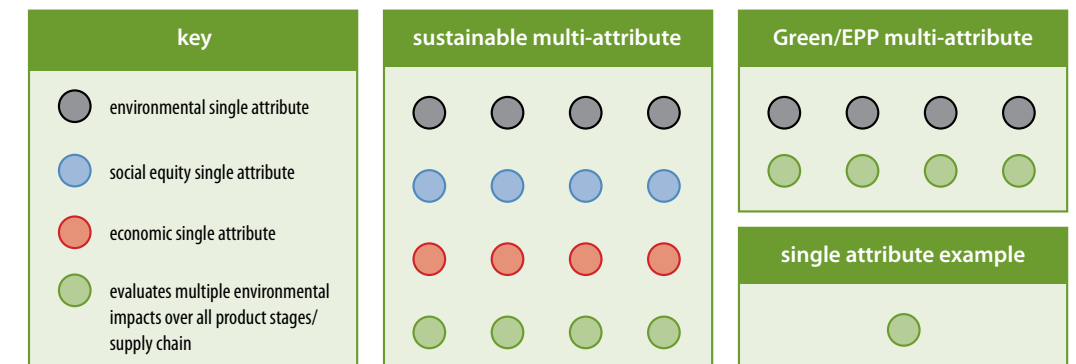 key
environmental single attribute
social equity single attribute
economic single attribute
evaluates multiple environmental
impacts over all product stages/
supply chain
sustainable multi-attribute
Green/EPP multi-attribute
single attribute example